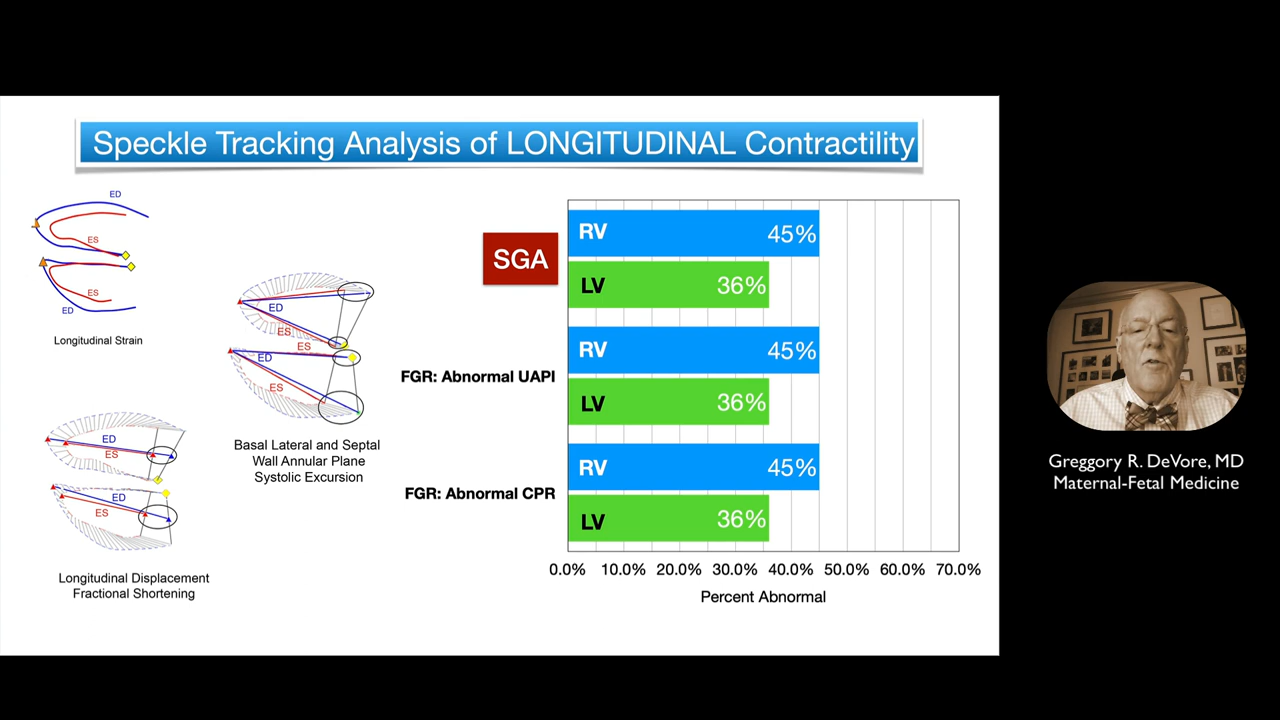 Speckle Tracking Analysis of LONGITUDINAL Contractility
ED
ES
ES
ED
Longitudinal Strain
ED
ES
ES
ED
ES
Basal Lateral and Septal
Wall Annular Plane
Systolic Excursion
ED
ES
ED
ES
Longitudinal Displacement
Fractional Shortening
SGA
RV 45%
LV 36%
FGR: Abnormal UAPI
RV 45%
LV 36%
FGR: Abnormal CPR
RV 45%
LV 36%
0.0% 10.0% 20.0% 30.0% 40.0% 50.0% 60.0% 70.0%
Percent Abnormal
Greggory R. DeVore, MD
Maternal-Fetal Medicine